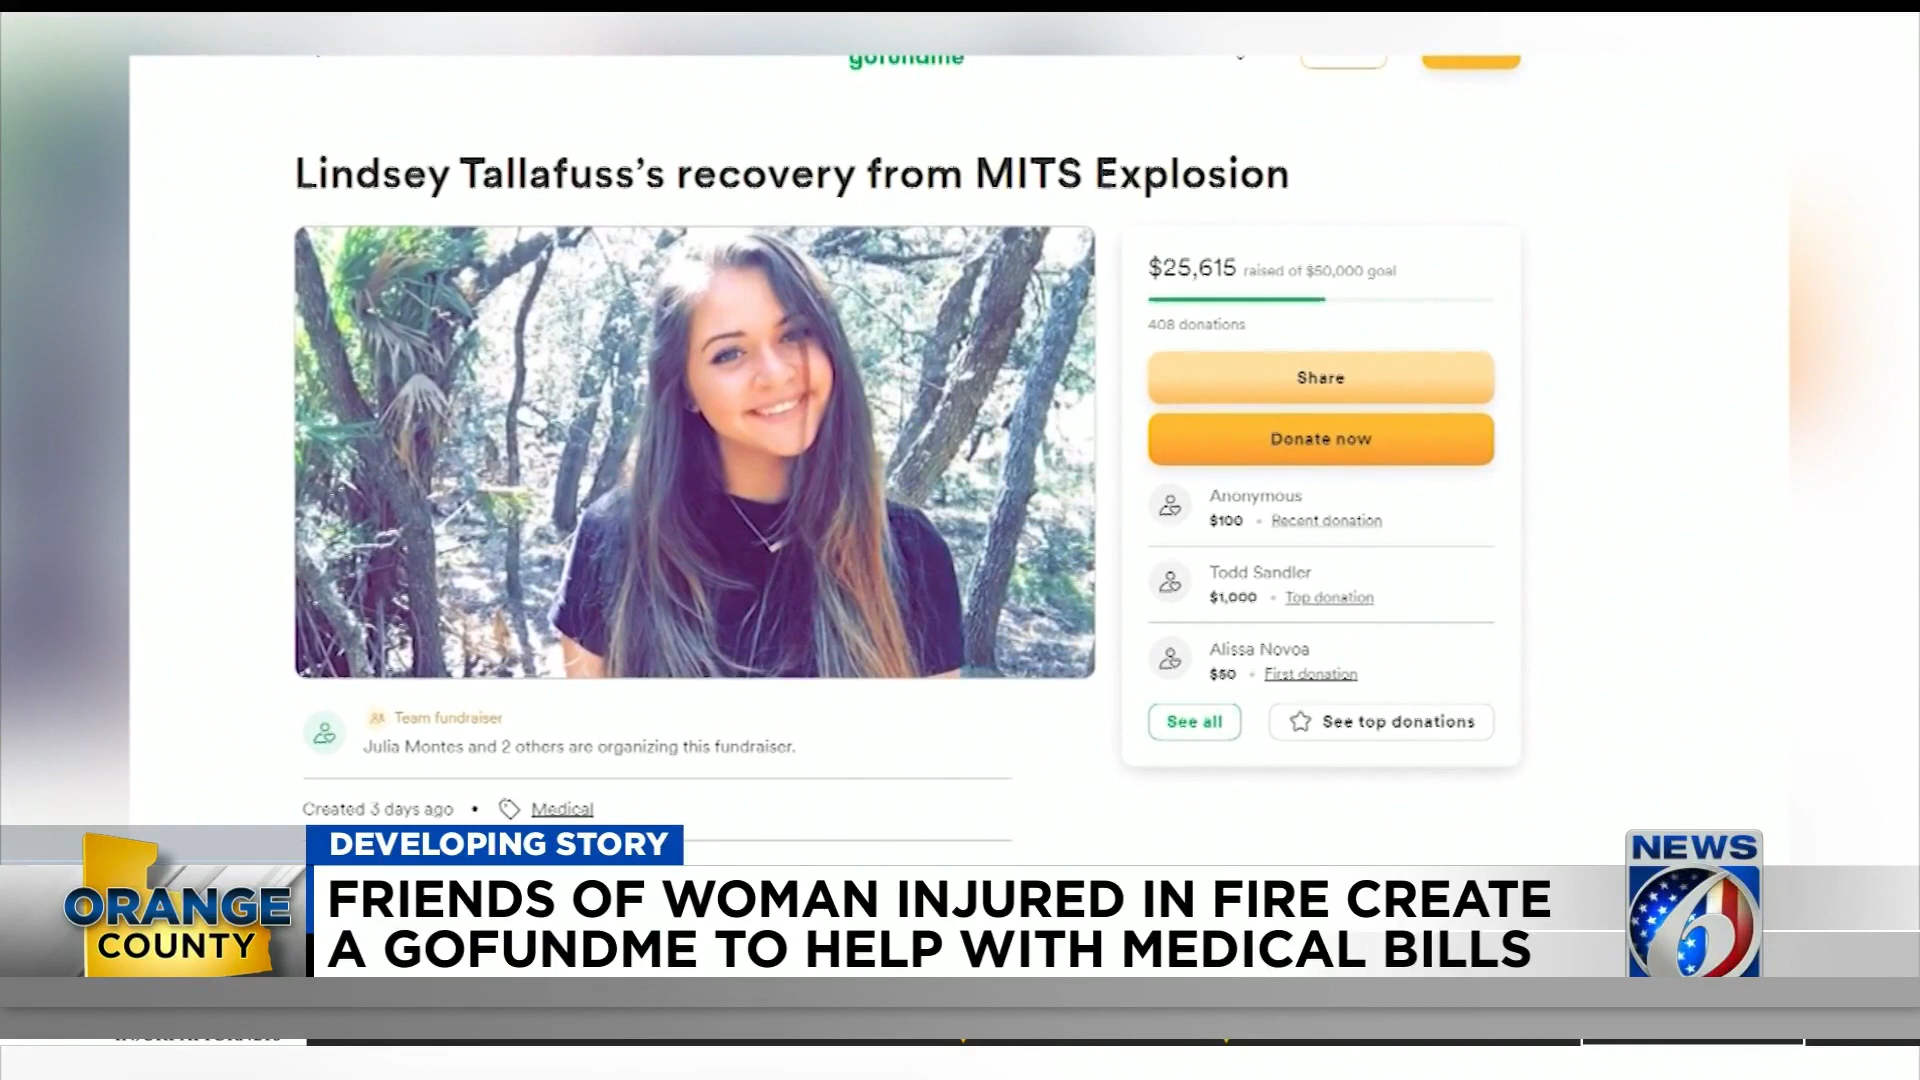 gofundme
Lindsey Tallafuss's recovery from MITS Explosion
$25,615 raised of $50,000 goal
408 donations
Share
Donate now
Anonymous
$100 • Recent donation
Todd Sandler
$1,000 • Top donation
Alissa Novoa
$50 • First donation
See all
See top donations
Team fundraiser
Julia Montes and 2 others are organizing this fundraiser.
Created 3 days ago • Medical
DEVELOPING STORY
ORANGE
COUNTY
FRIENDS OF WOMAN INJURED IN FIRE CREATE
A GOFUNDME TO HELP WITH MEDICAL BILLS
NEWS
6